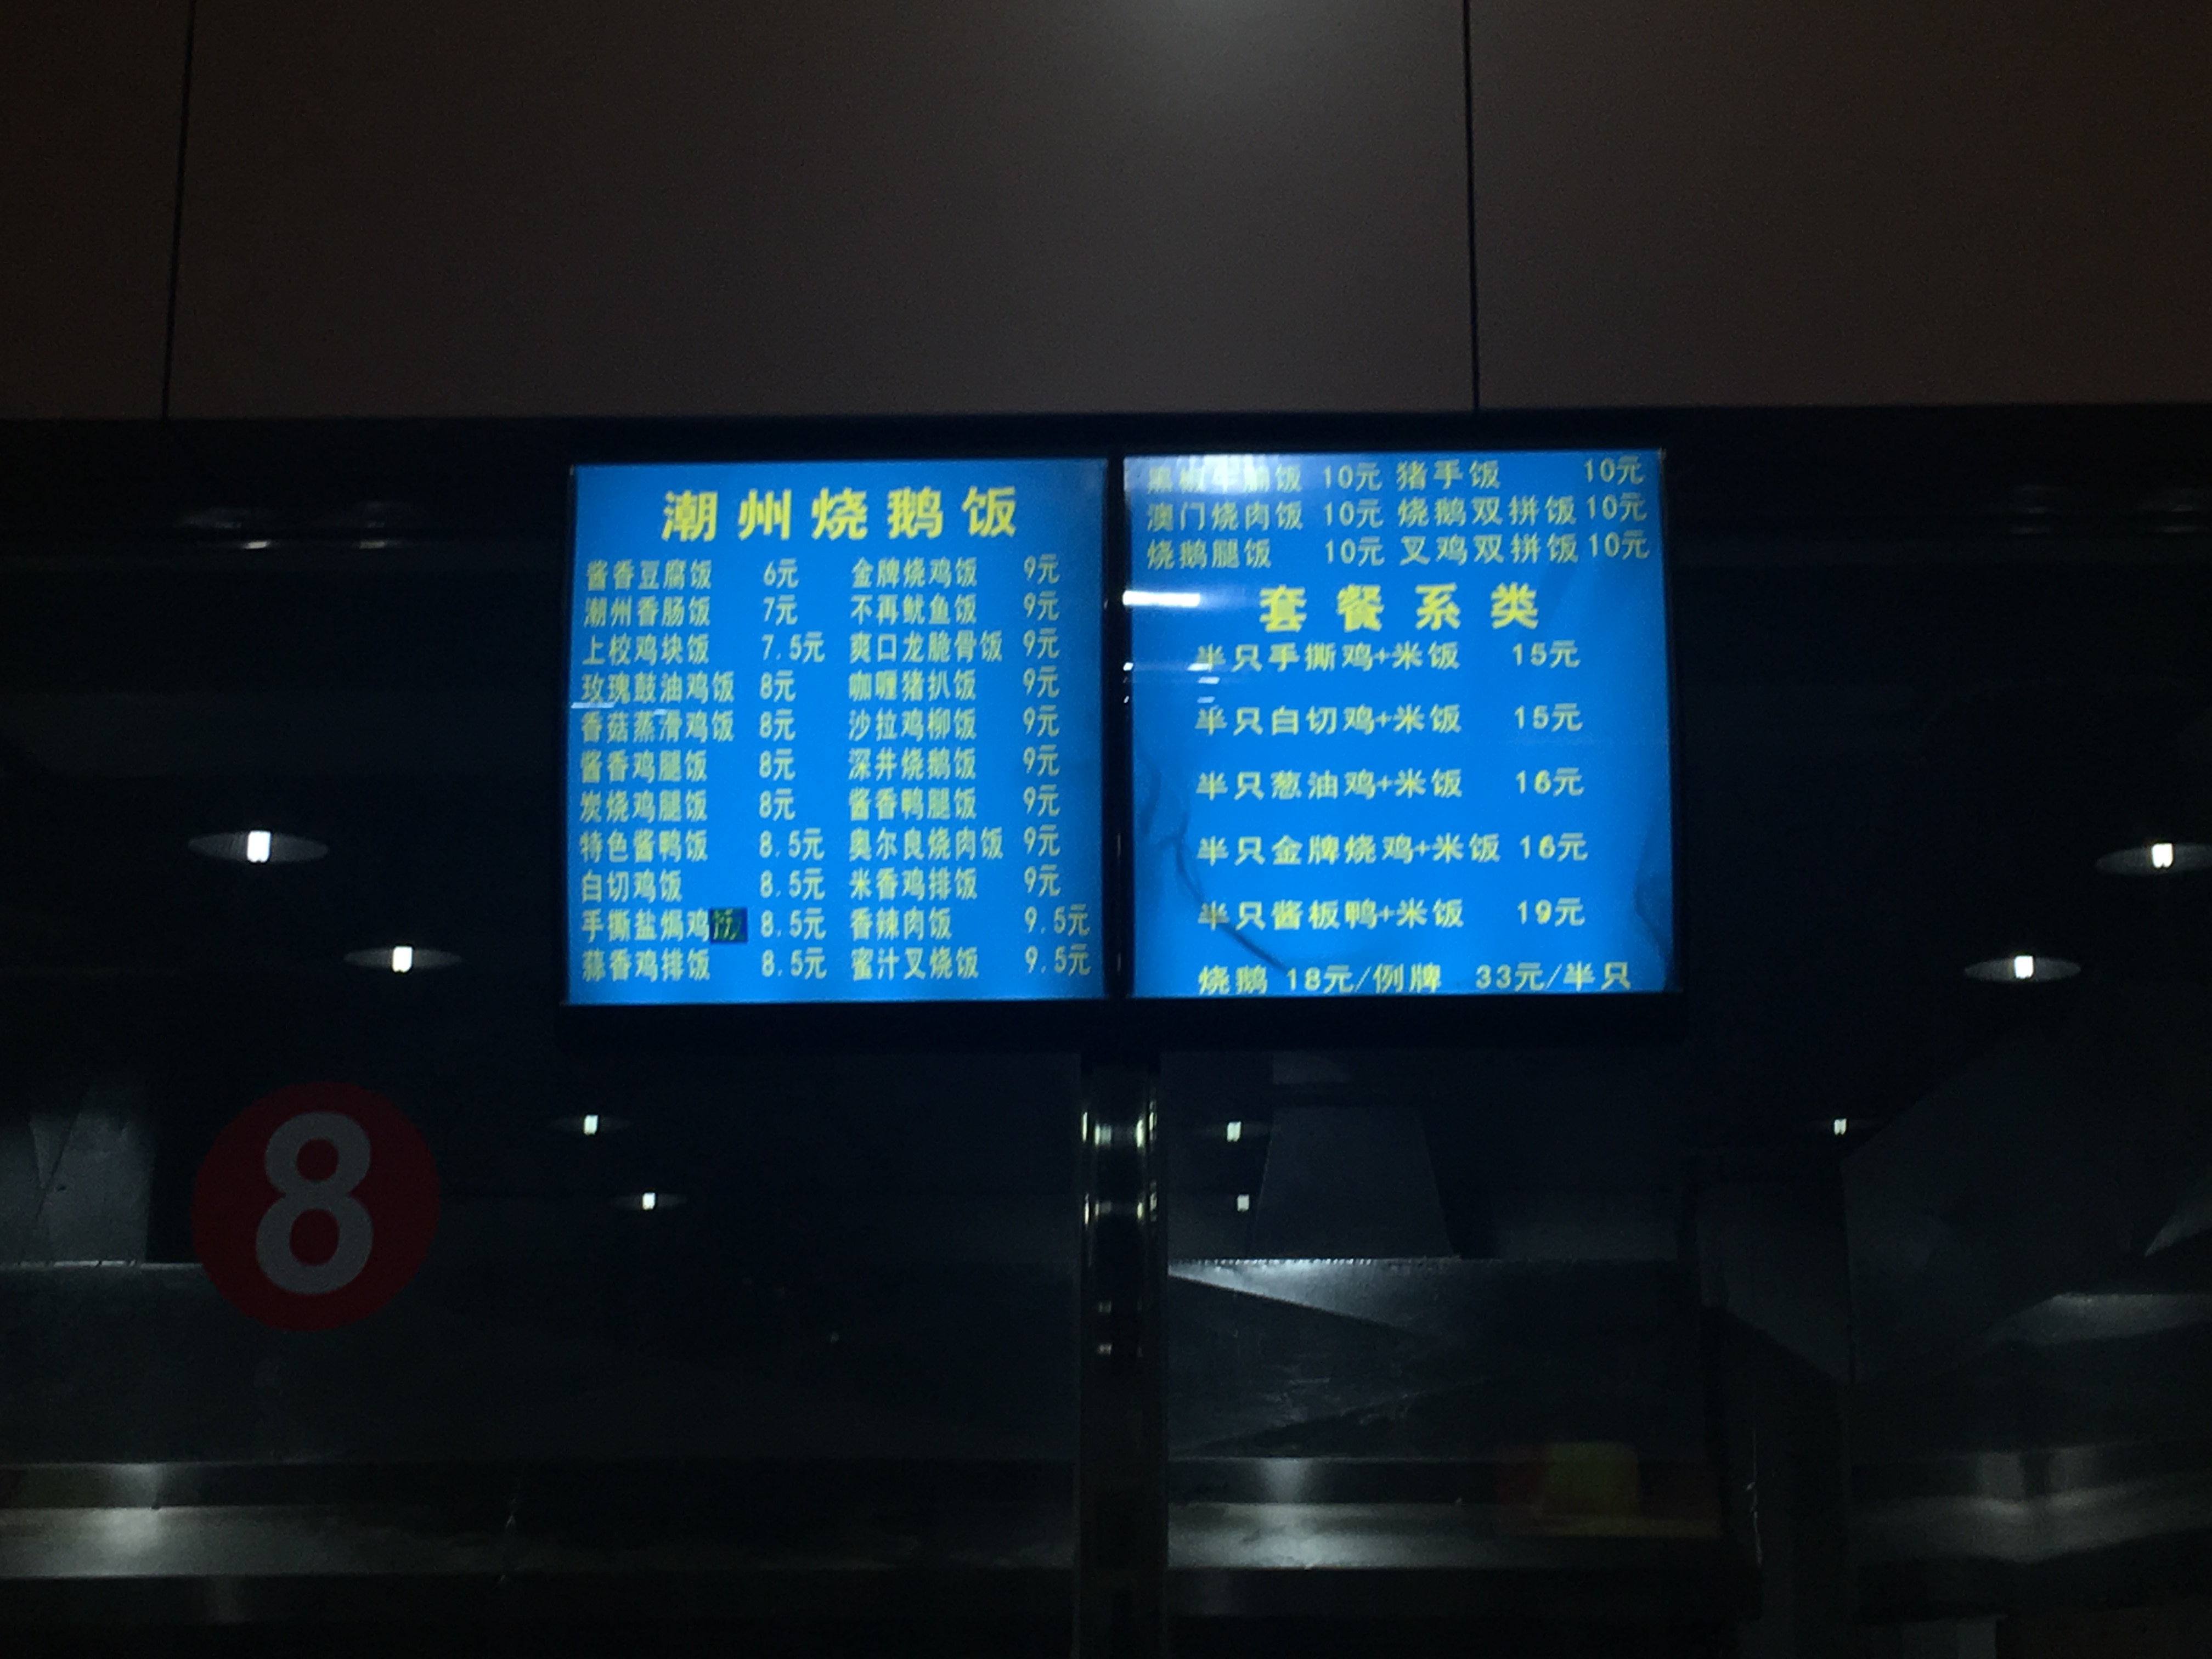 潮州烧鹅饭
酱香豆腐饭 6元 金牌烧鸡饭 9元
潮州香肠饭 7元 不再鱿鱼饭 9元
上校鸡块饭 7.5元 爽口龙脆骨饭 9元
玫瑰鼓油鸡饭 8元 咖喱猪扒饭 9元
香菇蒸滑鸡饭 8元 沙拉鸡柳饭 9元
酱香鸡腿饭 8元 深井烧鹅饭 9元
炭烧鸡腿饭 8元 酱香鸭腿饭 9元
特色酱鸭饭 8.5元 奥尔良烧肉饭 9元
白切鸡饭 8.5元 米香鸡排饭 9元
手撕盐焗鸡饭 8.5元 香辣肉饭 9.5元
蒜香鸡排饭 8.5元 蜜汁叉烧饭 9.5元
黑椒牛腩饭 10元 猪手饭 10元
澳门烧肉饭 10元 烧鹅双拼饭 10元
烧鹅腿饭 10元 叉鸡双拼饭 10元
套餐系类
半只手撕鸡+米饭 15元
半只白切鸡+米饭 15元
半只葱油鸡+米饭 16元
半只金牌烧鸡+米饭 16元
半只酱板鸭+米饭 19元
烧鹅 18元/例牌 33元/半只
8